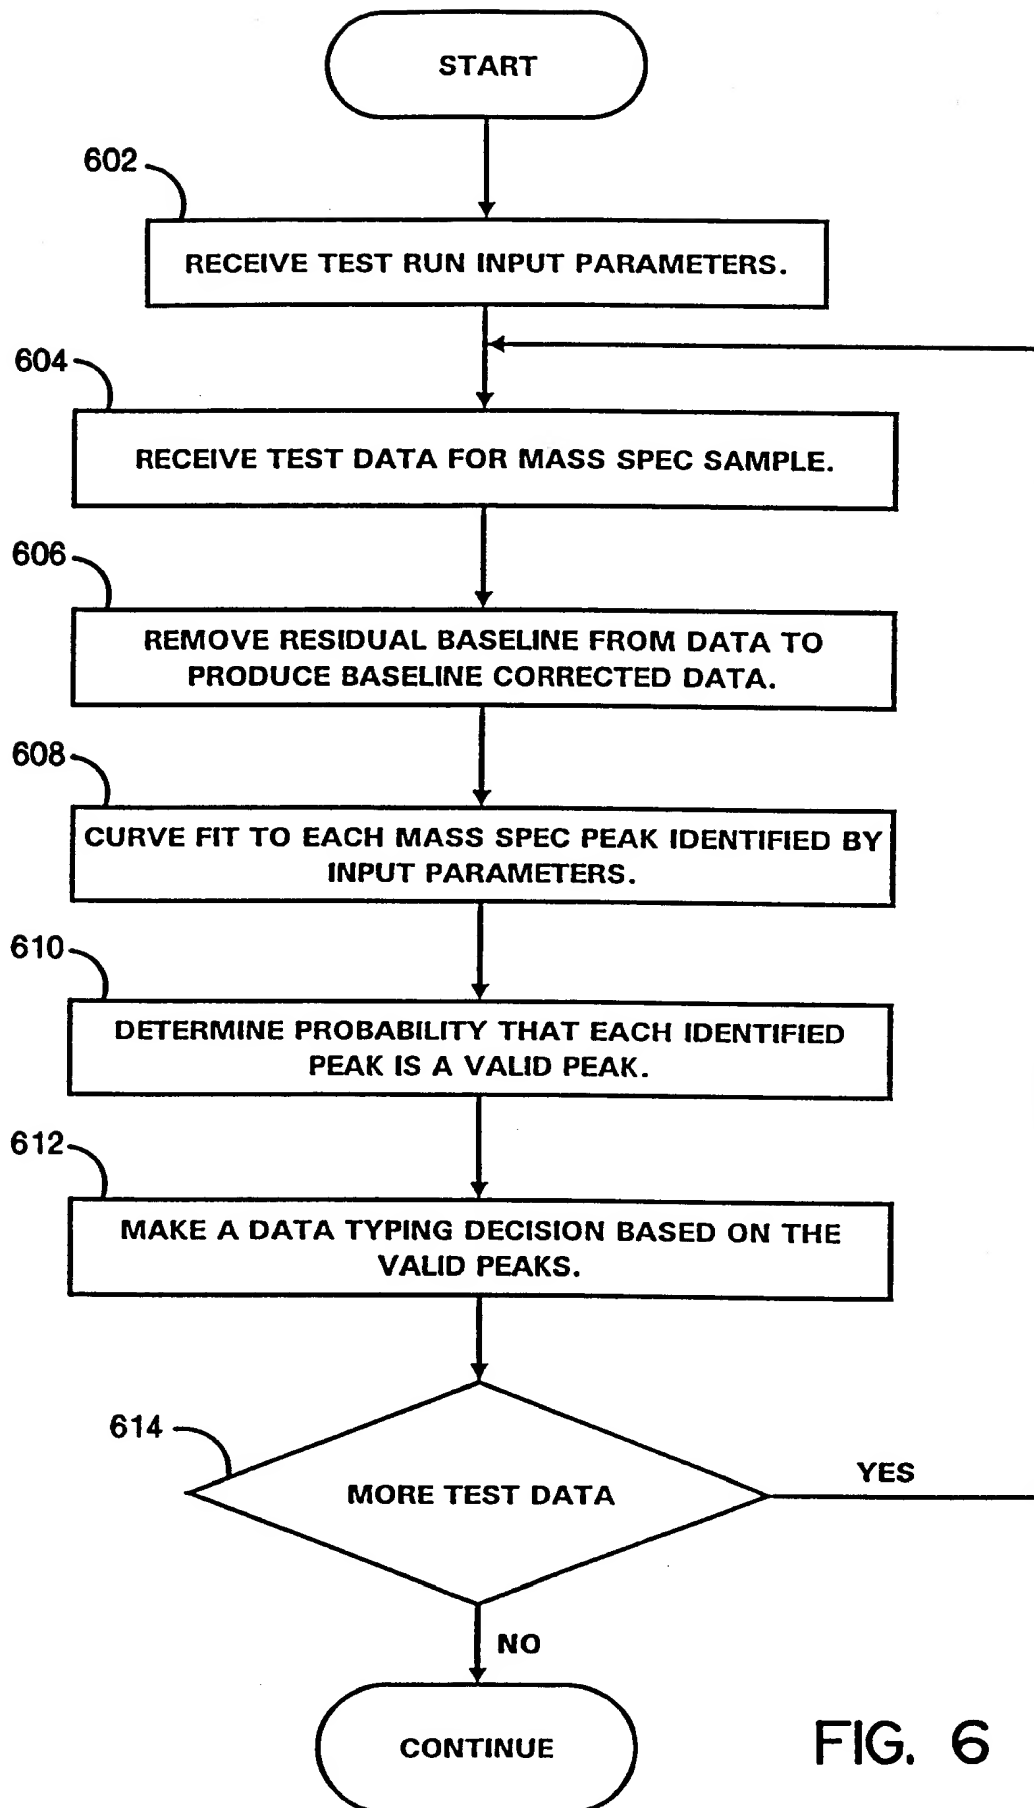 START
602
RECEIVE TEST RUN INPUT PARAMETERS.
604
RECEIVE TEST DATA FOR MASS SPEC SAMPLE.
606
REMOVE RESIDUAL BASELINE FROM DATA TO
PRODUCE BASELINE CORRECTED DATA.
608
CURVE FIT TO EACH MASS SPEC PEAK IDENTIFIED BY
INPUT PARAMETERS.
610
DETERMINE PROBABILITY THAT EACH IDENTIFIED
PEAK IS A VALID PEAK.
612
MAKE A DATA TYPING DECISION BASED ON THE
VALID PEAKS.
614
MORE TEST DATA
YES
NO
CONTINUE
FIG. 6